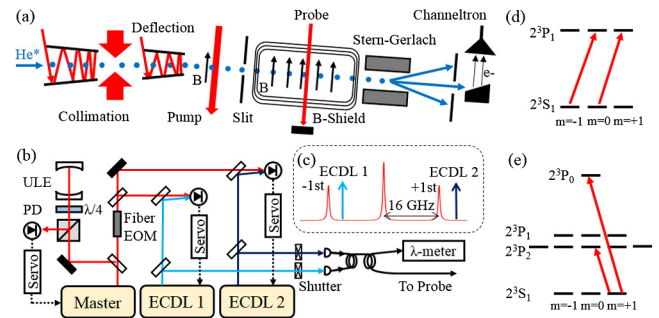 (a)
Deflection
Probe
Channeltron
He*
Stern-Gerlach
B
B
e-
Collimation
Pump
Slit
B-Shield
(b)
ULE
PD
λ/4
Fiber
EOM
Servo
Servo
Servo
Master
ECDL 1
ECDL 2
Shutter
λ-meter
To Probe
(c)
ECDL 1
ECDL 2
-1st
+1st
16 GHz
(d)
2³P₁
2³S₁
m=-1
m=0
m=+1
(e)
2³P₀
2³P₁
2³P₂
2³S₁
m=-1
m=0
m=+1